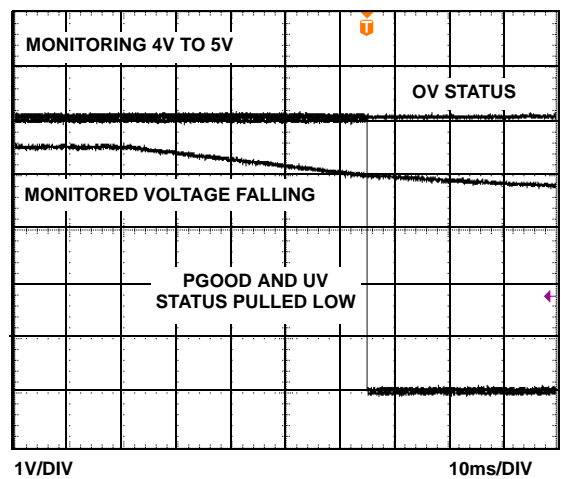 T
MONITORING 4V TO 5V
OV STATUS
MONITORED VOLTAGE FALLING
PGOOD AND UV
STATUS PULLED LOW
1V/DIV
10ms/DIV